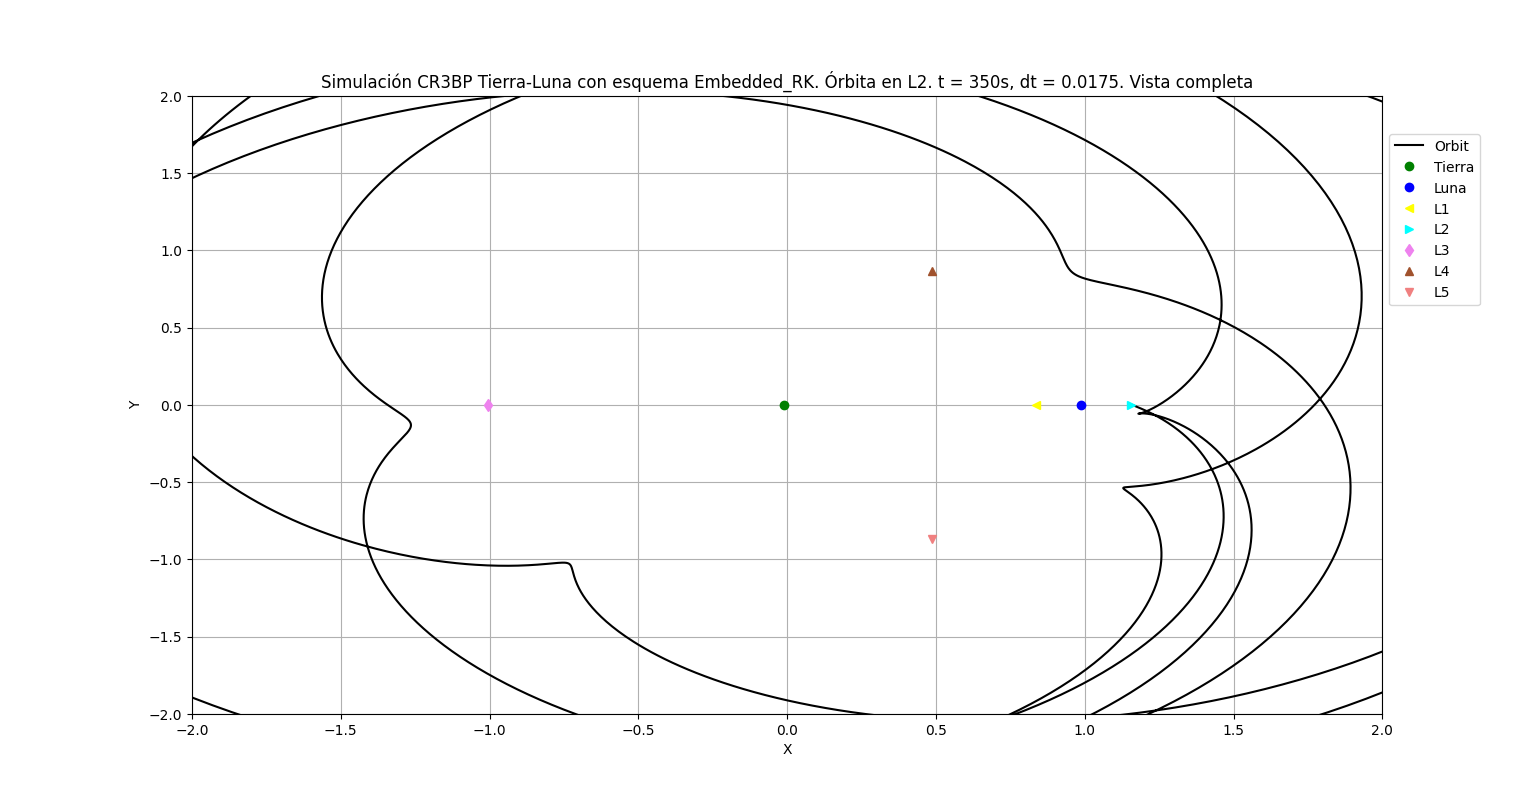 Simulación CR3BP Tierra-Luna con esquema Embedded_RK. Órbita en L2. t = 350s, dt = 0.0175. Vista completa
2.0
1.5
1.0
0.5
0.0
−0.5
−1.0
−1.5
−2.0
Y
−2.0 −1.5 −1.0 −0.5 0.0 0.5 1.0 1.5 2.0
X
Orbit
Tierra
Luna
L1
L2
L3
L4
L5